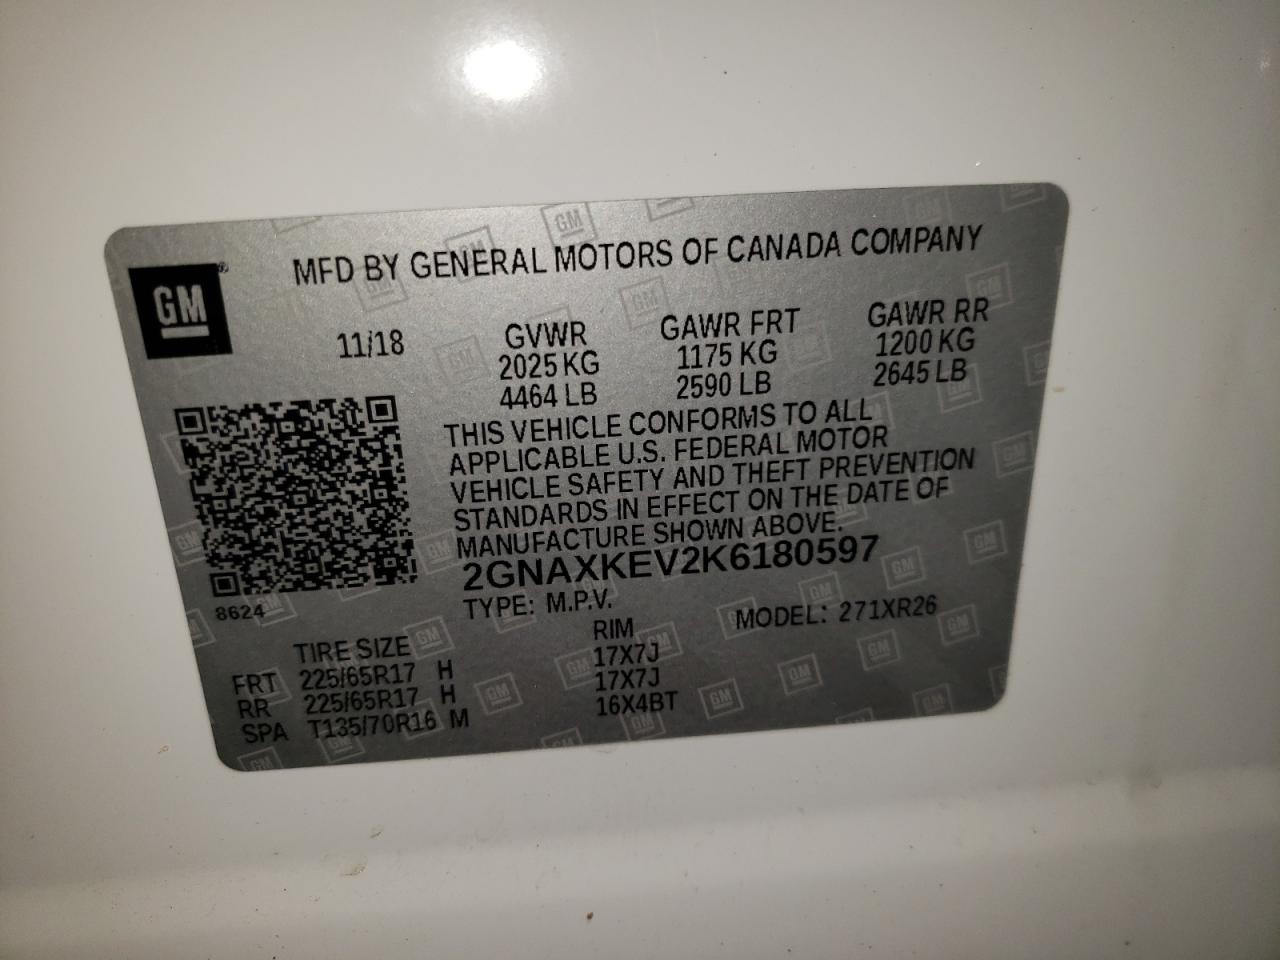 GM
MFD BY GENERAL MOTORS OF CANADA COMPANY
11/18 GVWR GAWR FRT GAWR RR
2025 KG 1175 KG 1200 KG
4464 LB 2590 LB 2645 LB
THIS VEHICLE CONFORMS TO ALL
APPLICABLE U.S. FEDERAL MOTOR
VEHICLE SAFETY AND THEFT PREVENTION
STANDARDS IN EFFECT ON THE DATE OF
MANUFACTURE SHOWN ABOVE.
2GNAXKEV2K6180597
8624
TYPE: M.P.V. MODEL: 271XR26
TIRE SIZE RIM
FRT 225/65R17 H 17X7J
RR 225/65R17 H 17X7J
SPA T135/70R16 M 16X4BT